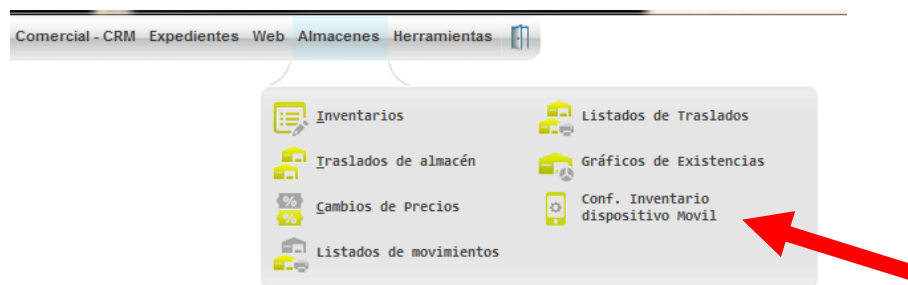 Comercial - CRM Expedientes Web Almacenes Herramientas
Inventarios
Traslados de almacén
Cambios de Precios
Listados de movimientos
Listados de Traslados
Gráficos de Existencias
Conf. Inventario
dispositivo Movil